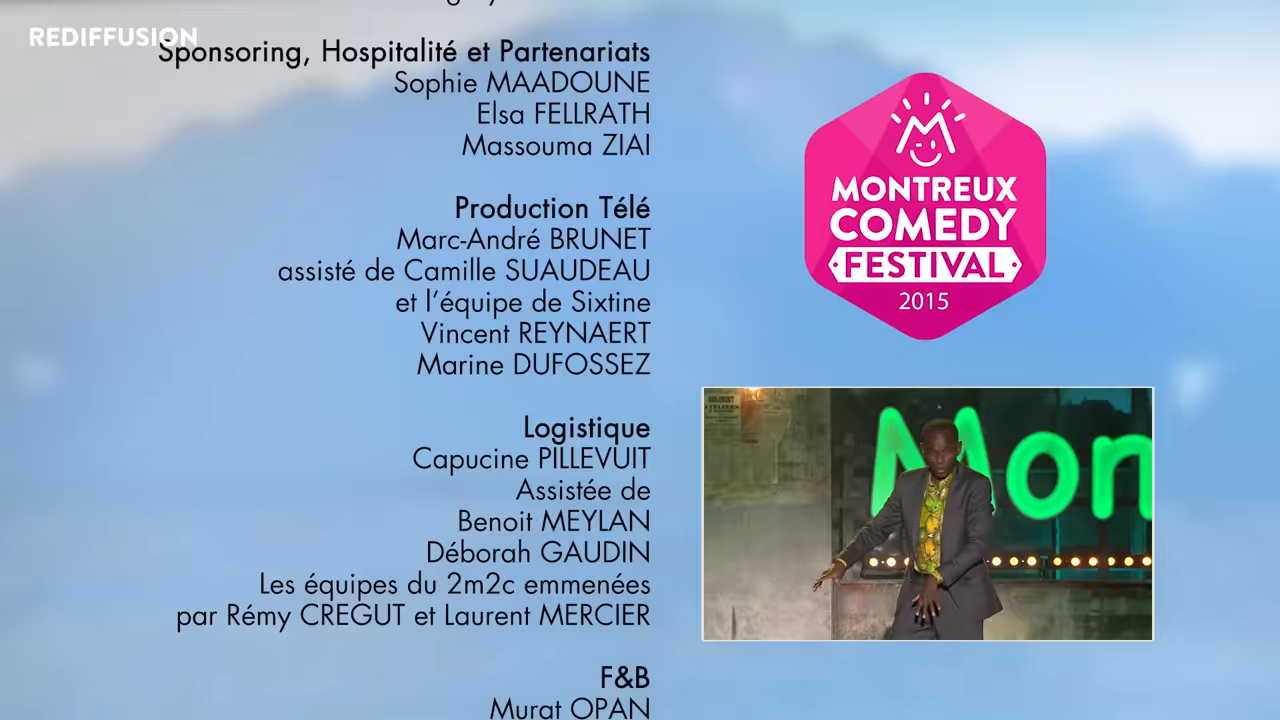 REDIFFUSION
Sponsoring, Hospitalité et Partenariats
Sophie MAADOUNE
Elsa FELLRATH
Massouma ZIAI
Production Télé
Marc-André BRUNET
assisté de Camille SUAUDEAU
et l’équipe de Sixtine
Vincent REYNAERT
Marine DUFOSSEZ
Logistique
Capucine PILLEVUIT
Assistée de
Benoit MEYLAN
Déborah GAUDIN
Les équipes du 2m2c emmenées
par Rémy CREGUT et Laurent MERCIER
F&B
Murat OPAN
M
MONTREUX
COMEDY
FESTIVAL
2015
Mon